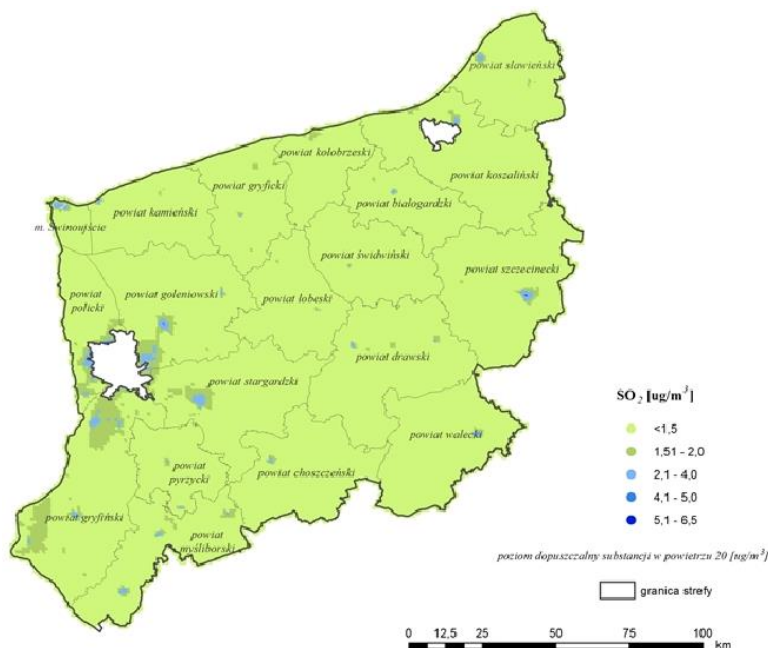 powiat sławieński
powiat kołobrzeski
powiat koszaliński
powiat gryficki
powiat białogardzki
powiat kamieński
m. Świnoujście
powiat świdwiński
powiat szczecinecki
powiat
policki
powiat goleniowski
powiat łobeski
powiat drawski
powiat stargardzki
powiat wałecki
powiat
pyrzycki
powiat choszczeński
powiat gryfiński
powiat
myśliborski
SO2 [ug/m3]
<1,5
1,51 - 2,0
2,1 - 4,0
4,1 - 5,0
5,1 - 6,5
poziom dopuszczalny substancji w powietrzu 20 [ug/m3]
granica strefy
0 12,5 25 50 75 100
km